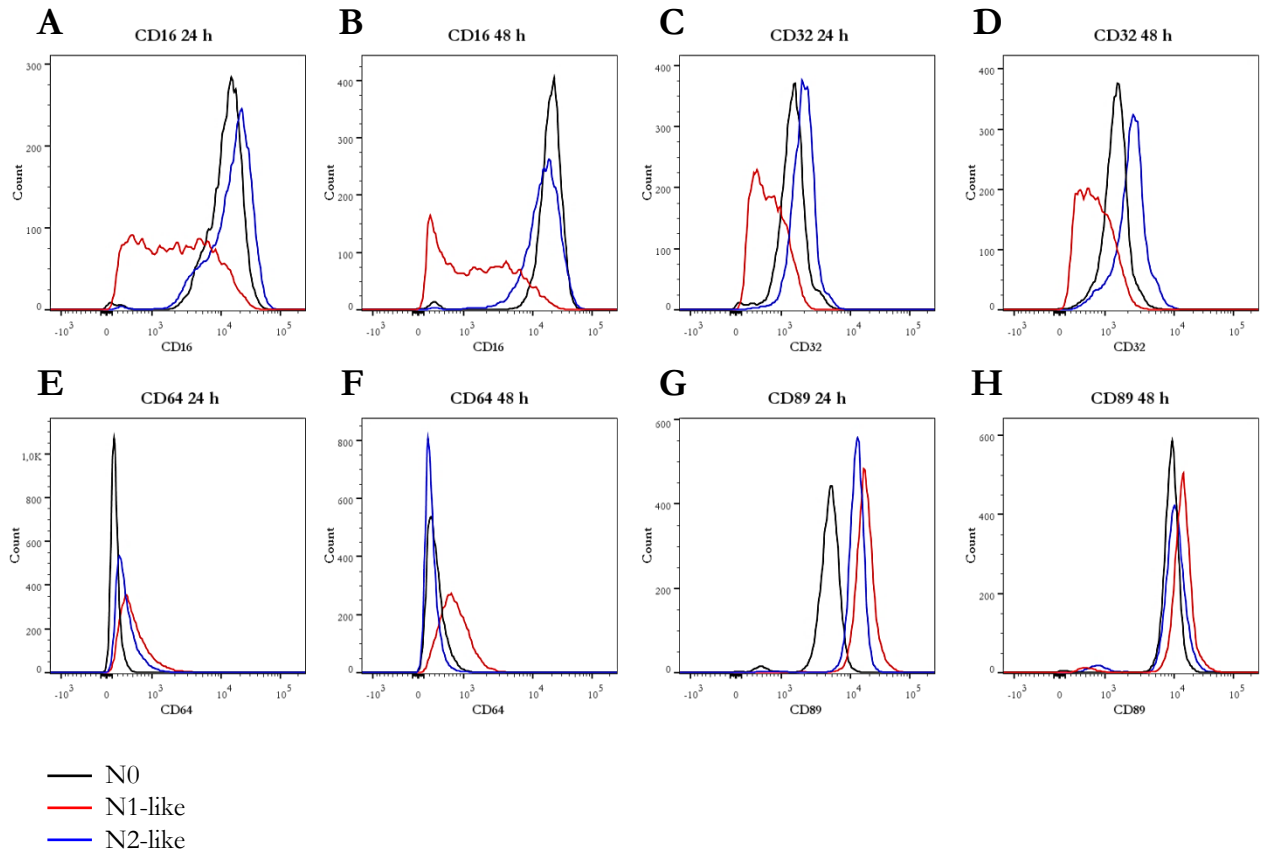 A
CD16 24 h
Count
300
200
100
0
-10³ 0 10³ 10⁴ 10⁵
CD16
B
CD16 48 h
Count
400
300
200
100
0
-10³ 0 10³ 10⁴ 10⁵
CD16
C
CD32 24 h
Count
400
300
200
100
0
-10³ 0 10³ 10⁴ 10⁵
CD32
D
CD32 48 h
Count
400
300
200
100
0
-10³ 0 10³ 10⁴ 10⁵
CD32
E
CD64 24 h
Count
1,0K
800
600
400
200
0
-10³ 0 10³ 10⁴ 10⁵
CD64
F
CD64 48 h
Count
800
600
400
200
0
-10³ 0 10³ 10⁴ 10⁵
CD64
G
CD89 24 h
Count
600
400
200
0
-10³ 0 10³ 10⁴ 10⁵
CD89
H
CD89 48 h
Count
600
400
200
0
-10³ 0 10³ 10⁴ 10⁵
CD89
N0
N1-like
N2-like